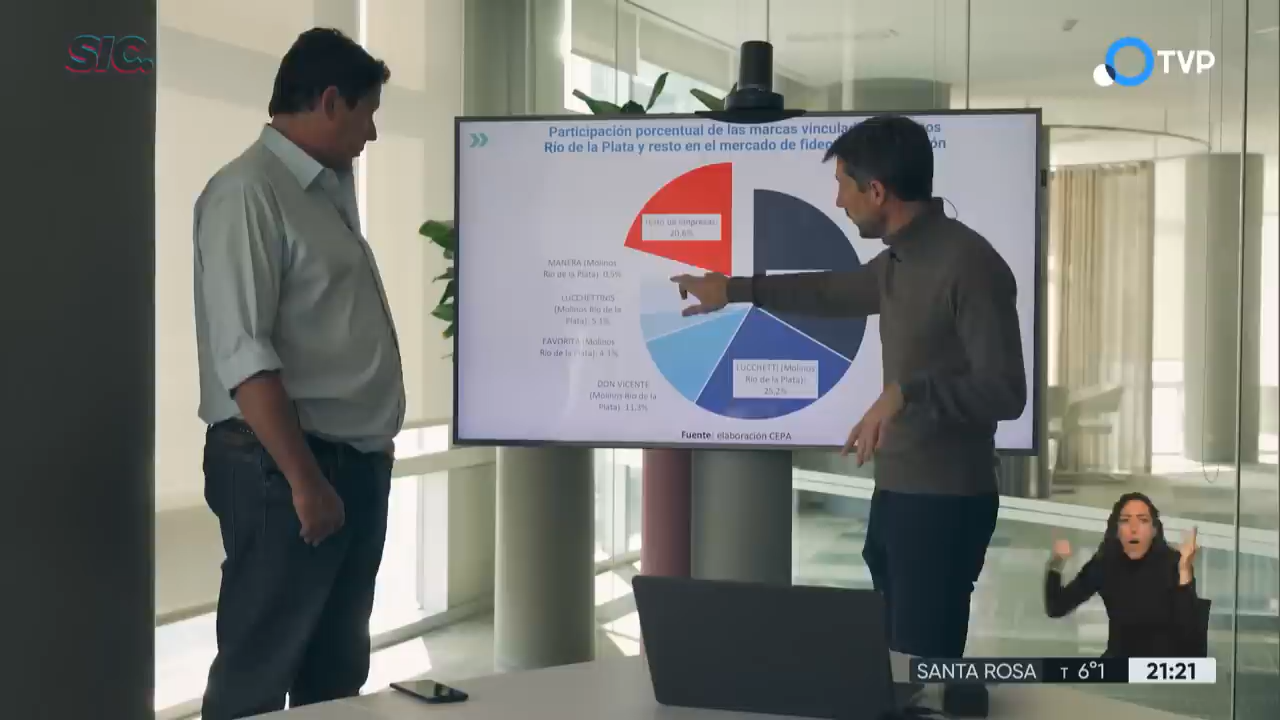 SIC
TVP
Participación porcentual de las marcas
Río de la Plata y resto en el mercado de
Resto de empresas:
20,6%
MANERA (Molinos
Río de la Plata): 0,5%
LUCCHETTINIS
(Molinos Río de la
Plata): 5,1%
FAVORITA (Molinos
Río de la Plata): 4,1%
DON VICENTE
(Molinos Río de la
Plata): 11,3%
LUCCHETTI (Molinos
Río de la Plata):
25,2%
Fuente: elaboración CEPA
SANTA ROSA T 6°1 21:21